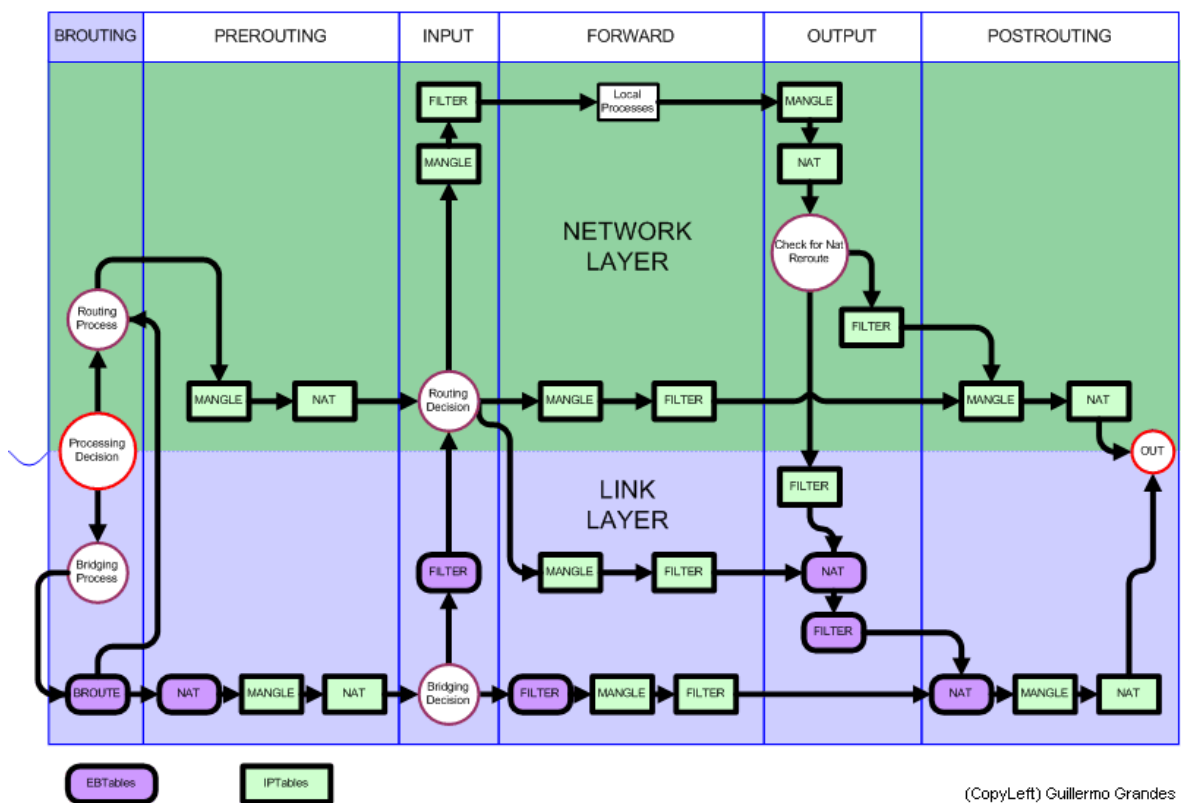 BROUTING
PREROUTING
INPUT
FORWARD
OUTPUT
POSTROUTING
FILTER
Local
Processes
MANGLE
MANGLE
NAT
NETWORK
LAYER
Check for Nat
Reroute
Routing
Process
FILTER
MANGLE
NAT
Routing
Decision
MANGLE
FILTER
MANGLE
NAT
Processing
Decision
OUT
LINK
LAYER
FILTER
Bridging
Process
FILTER
MANGLE
FILTER
NAT
FILTER
BROUTE
NAT
MANGLE
NAT
Bridging
Decision
FILTER
MANGLE
FILTER
NAT
MANGLE
NAT
EBTables
IPTables
(CopyLeft) Guillermo Grandes